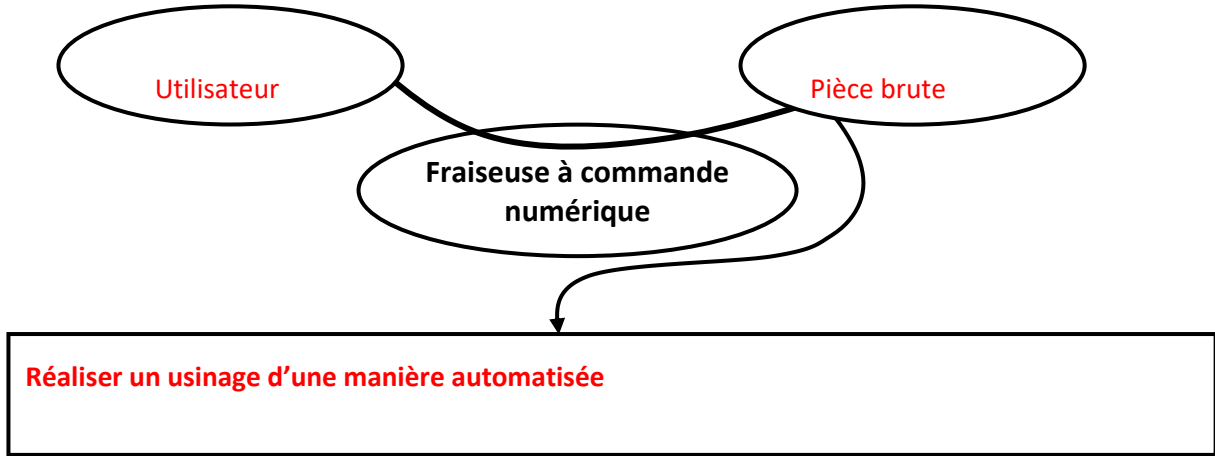 Utilisateur
Pièce brute
Fraiseuse à commande
numérique
Réaliser un usinage d’une manière automatisée